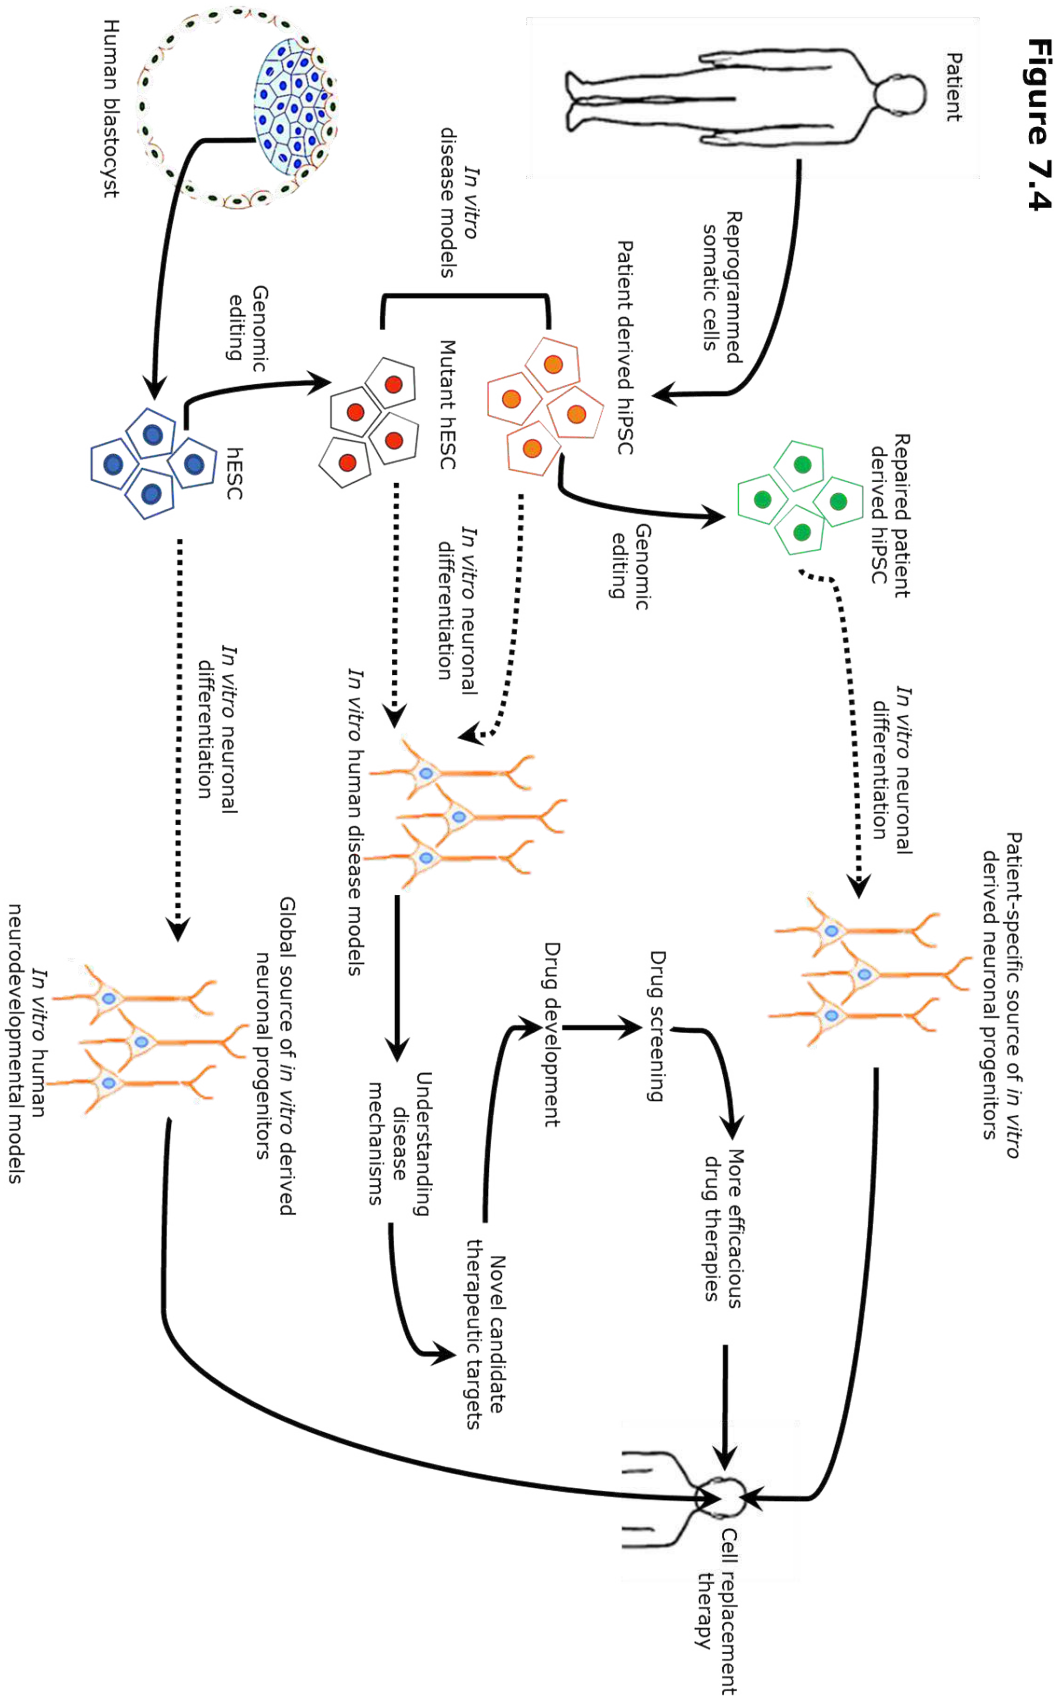 Figure 7.4
Patient
Reprogrammed
somatic cells
Patient derived hiPSC
Repaired patient
derived hiPSC
Genomic
editing
In vitro neuronal
differentiation
Patient-specific source of in vitro
derived neuronal progenitors
In vitro
disease models
Mutant hESC
In vitro neuronal
differentiation
In vitro human disease models
Understanding
disease
mechanisms
Novel candidate
therapeutic targets
Drug development
Drug screening
More efficacious
drug therapies
Cell replacement
therapy
Human blastocyst
Genomic
editing
hESC
In vitro neuronal
differentiation
Global source of in vitro derived
neuronal progenitors
In vitro human
neurodevelopmental models